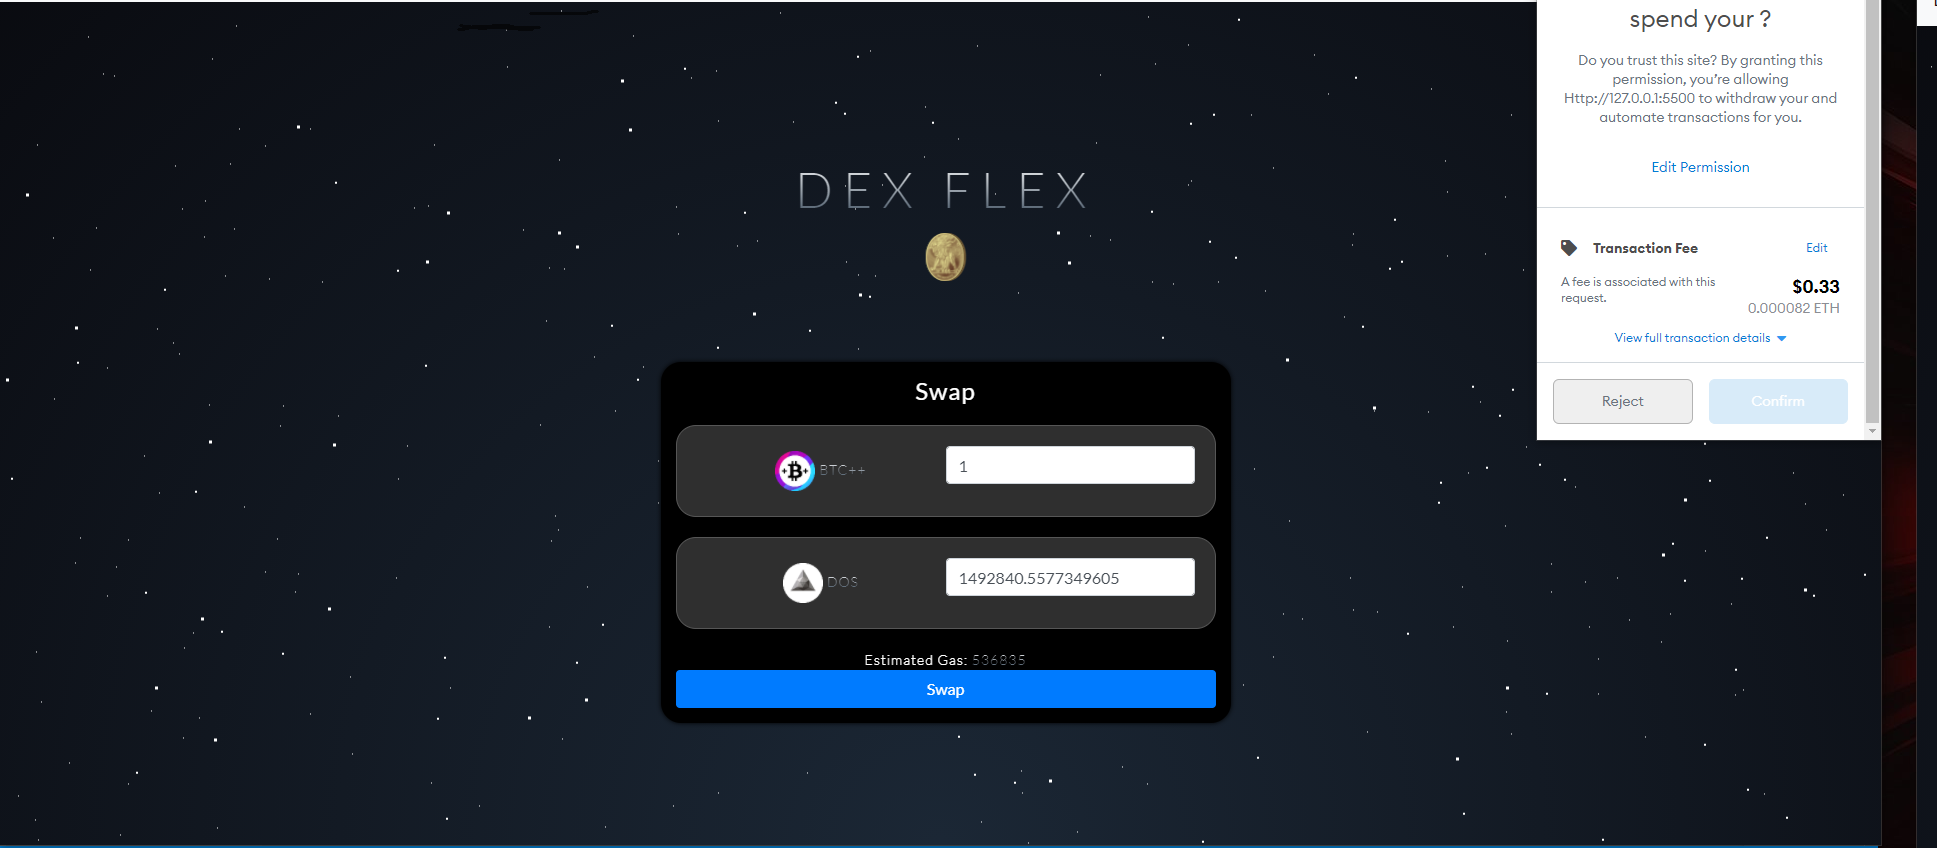 DEX FLEX
Swap
BTC++
1
DOS
1492840.5577349605
Estimated Gas: 536835
Swap
spend your ?
Do you trust this site? By granting this
permission, you’re allowing
Http://127.0.0.1:5500 to withdraw your and
automate transactions for you.
Edit Permission
Transaction Fee
Edit
A fee is associated with this
request.
$0.33
0.000082 ETH
View full transaction details
Reject
Confirm